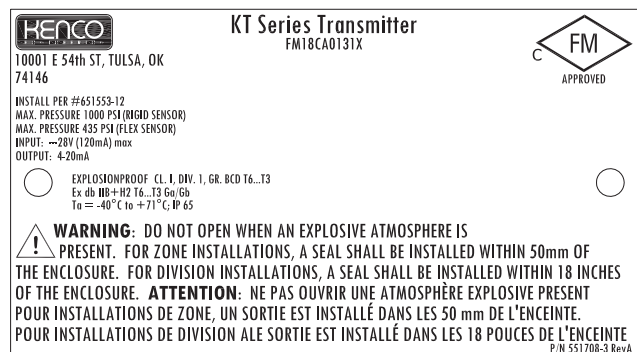 KENCO
KT Series Transmitter
FM18CA0131X
C FM
APPROVED
10001 E 54th ST, TULSA, OK
74146
INSTALL PER #651553-12
MAX. PRESSURE 1000 PSI (RIGID SENSOR)
MAX. PRESSURE 435 PSI (FLEX SENSOR)
INPUT: ⎓28V (120mA) max
OUTPUT: 4-20mA
EXPLOSIONPROOF CL. I, DIV. 1, GR. BCD T6...T3
Ex db IIB+H2 T6...T3 Ga/Gb
Ta = -40°C to +71°C; IP 65
WARNING: DO NOT OPEN WHEN AN EXPLOSIVE ATMOSPHERE IS
PRESENT. FOR ZONE INSTALLATIONS, A SEAL SHALL BE INSTALLED WITHIN 50mm OF
THE ENCLOSURE. FOR DIVISION INSTALLATIONS, A SEAL SHALL BE INSTALLED WITHIN 18 INCHES
OF THE ENCLOSURE. ATTENTION: NE PAS OUVRIR UNE ATMOSPHÈRE EXPLOSIVE PRESENT
POUR INSTALLATIONS DE ZONE, UN SORTIE EST INSTALLÉ DANS LES 50 mm DE L'ENCEINTE.
POUR INSTALLATIONS DE DIVISION ALE SORTIE EST INSTALLÉ DANS LES 18 POUCES DE L'ENCEINTE
P/N 551708-3 RevA